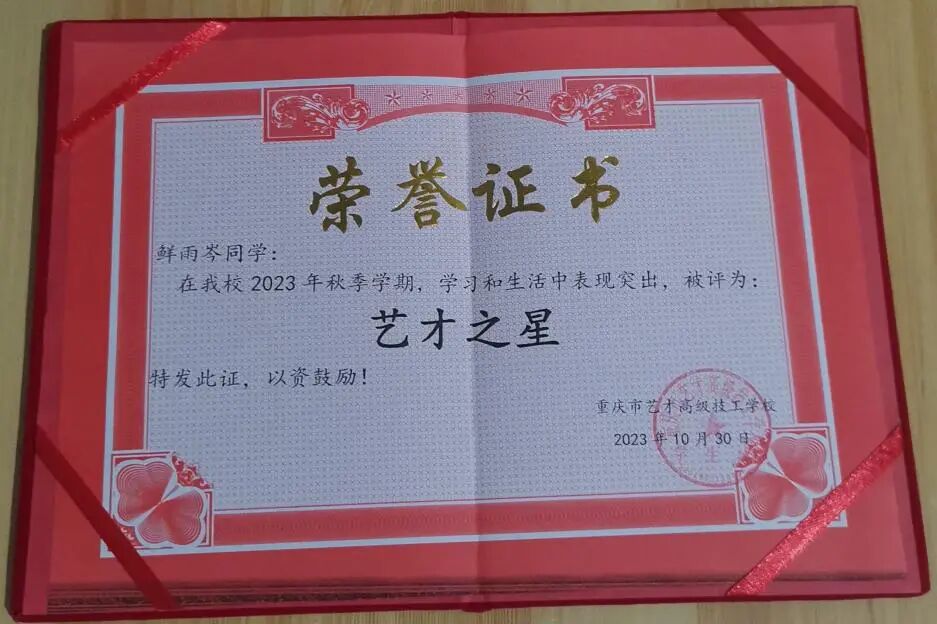 荣誉证书
鲜雨岑同学：
在我校2023年秋季学期，学习和生活中表现突出，被评为：
艺才之星
特发此证，以资鼓励！
重庆市艺术高级技工学校
2023年10月30日